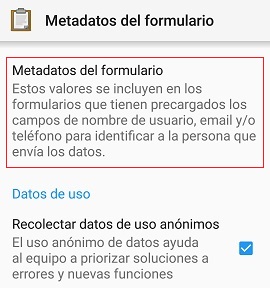 Metadatos del formulario
Metadatos del formulario
Estos valores se incluyen en los
formularios que tienen precargados los
campos de nombre de usuario, email y/o
teléfono para identificar a la persona que
envía los datos.
Datos de uso
Recolectar datos de uso anónimos
El uso anónimo de datos ayuda
al equipo a priorizar soluciones a
errores y nuevas funciones